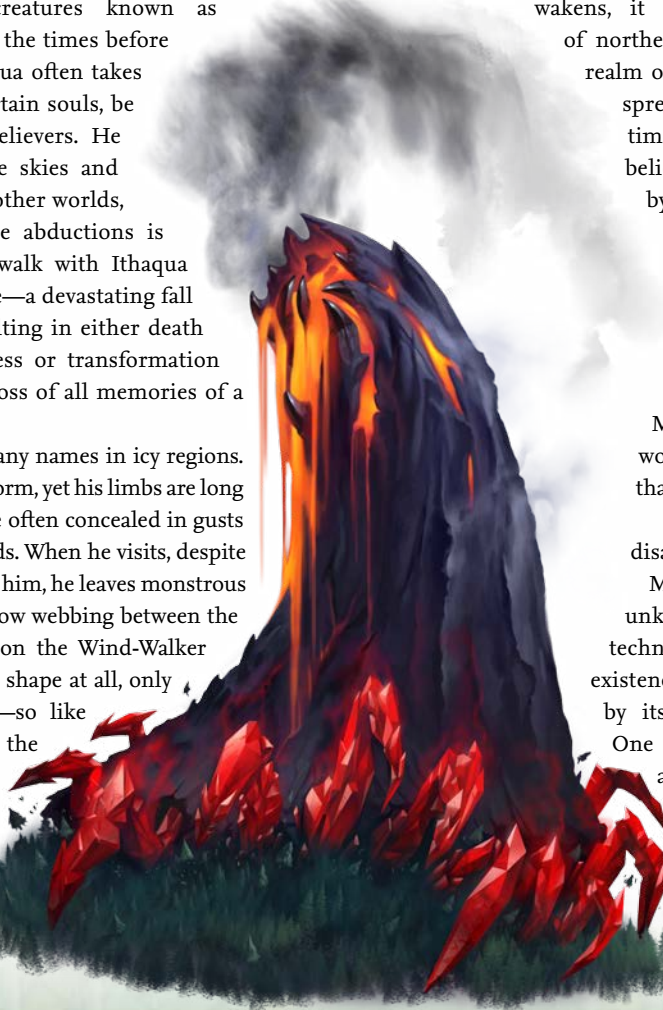 creatures known as
the times before
qua often takes
tain souls, be
elievers. He
e skies and
other worlds,
e abductions is
walk with Ithaqua
e—a devastating fall
lting in either death
ess or transformation
oss of all memories of a
any names in icy regions.
orm, yet his limbs are long
e often concealed in gusts
ds. When he visits, despite
him, he leaves monstrous
ow webbing between the
on the Wind-Walker
shape at all, only
—so like
the
wakens, it
of northe
realm o
spre
tim
beli
by
M
wo
tha
disa
M
unk
techn
existenc
by its
One
a